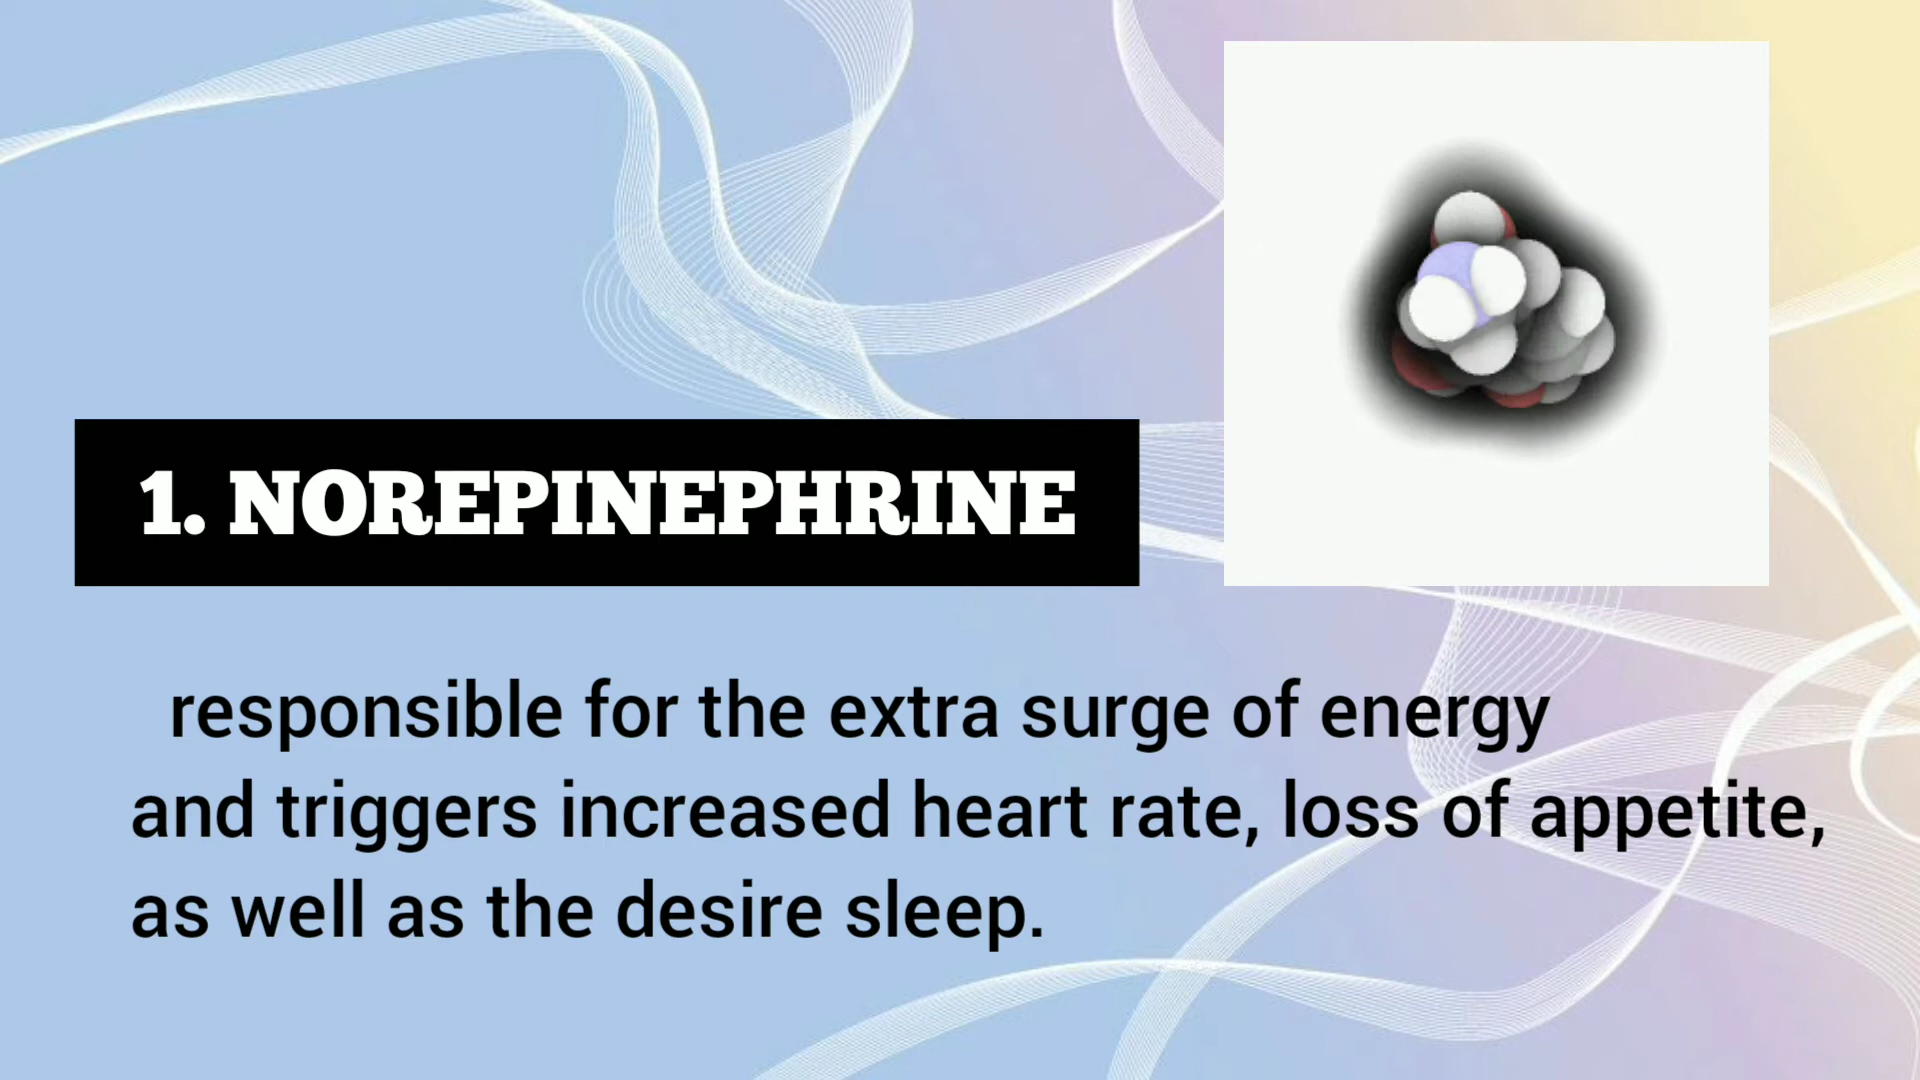 1. NOREPINEPHRINE
responsible for the extra surge of energy
and triggers increased heart rate, loss of appetite,
as well as the desire sleep.